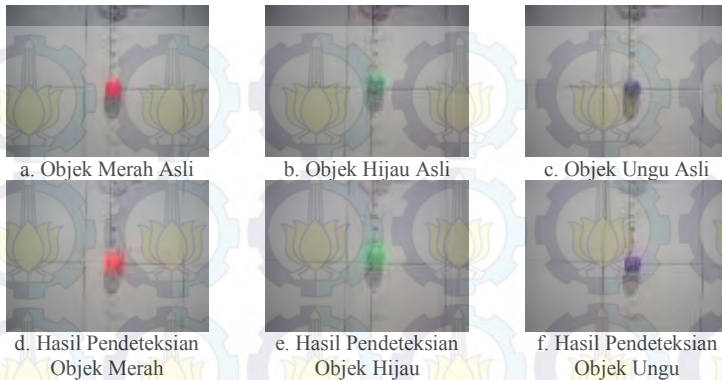 a. Objek Merah Asli
b. Objek Hijau Asli
c. Objek Ungu Asli
d. Hasil Pendeteksian
Objek Merah
e. Hasil Pendeteksian
Objek Hijau
f. Hasil Pendeteksian
Objek Ungu